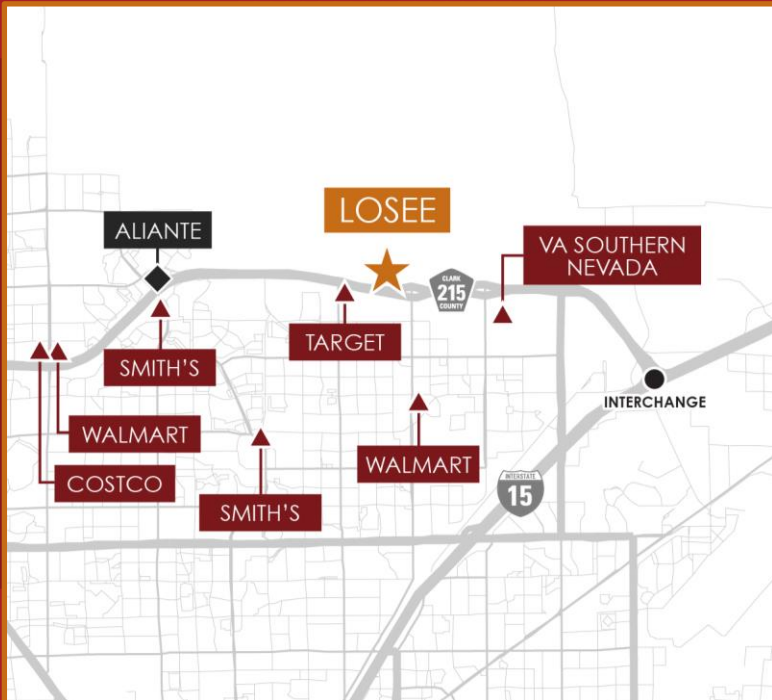 LOSEE
ALIANTE
VA SOUTHERN
NEVADA
CLARK
215
COUNTY
TARGET
SMITH'S
WALMART
INTERCHANGE
WALMART
COSTCO
SMITH'S
INTERSTATE
15